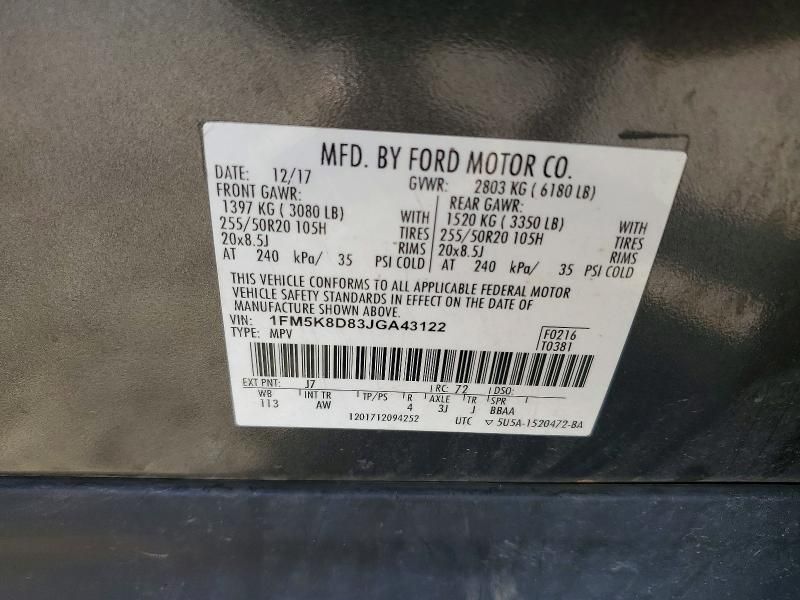 MFD. BY FORD MOTOR CO.
DATE: 12/17 GVWR: 2803 KG ( 6180 LB)
FRONT GAWR: REAR GAWR:
1397 KG ( 3080 LB) WITH 1520 KG ( 3350 LB) WITH
255/50R20 105H TIRES 255/50R20 105H TIRES
20x8.5J RIMS 20x8.5J RIMS
AT 240 kPa/ 35 PSI COLD AT 240 kPa/ 35 PSI COLD
THIS VEHICLE CONFORMS TO ALL APPLICABLE FEDERAL MOTOR
VEHICLE SAFETY STANDARDS IN EFFECT ON THE DATE OF
MANUFACTURE SHOWN ABOVE.
VIN: 1FM5K8D83JGA43122
TYPE: MPV
F0216
T0381
EXT PNT: J7 RC: 72 DSO:
WB INT TR TP/PS R AXLE TR SPR
113 AW 4 3J J BBAA
1201712094252 UTC ▽ 5U5A-1520472-BA